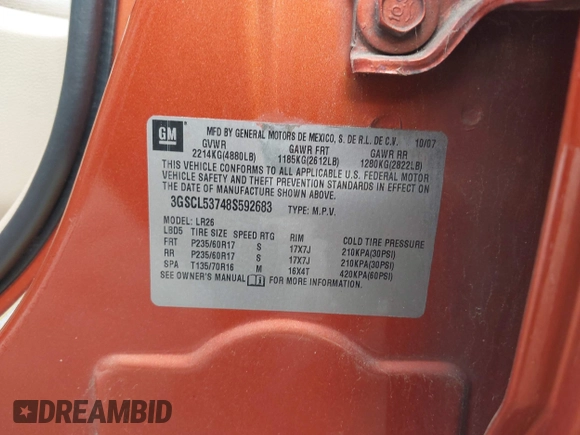 GM
MFD BY GENERAL MOTORS DE MEXICO, S. DE R.L. DE C.V. 10/07
GVWR GAWR FRT GAWR RR
2214KG(4880LB) 1185KG(2612LB) 1280KG(2822LB)
THIS VEHICLE CONFORMS TO ALL APPLICABLE U.S. FEDERAL MOTOR
VEHICLE SAFETY AND THEFT PREVENTION STANDARDS IN EFFECT ON
THE DATE OF MANUFACTURE SHOWN ABOVE.
3GSCL53748S592683 TYPE: M.P.V.
MODEL: LR26
LBD5 TIRE SIZE SPEED RTG RIM COLD TIRE PRESSURE
FRT P235/60R17 S 17X7J 210KPA(30PSI)
RR P235/60R17 S 17X7J 210KPA(30PSI)
SPA T135/70R16 M 16X4T 420KPA(60PSI)
SEE OWNER'S MANUAL FOR MORE INFORMATION.
DREAMBID